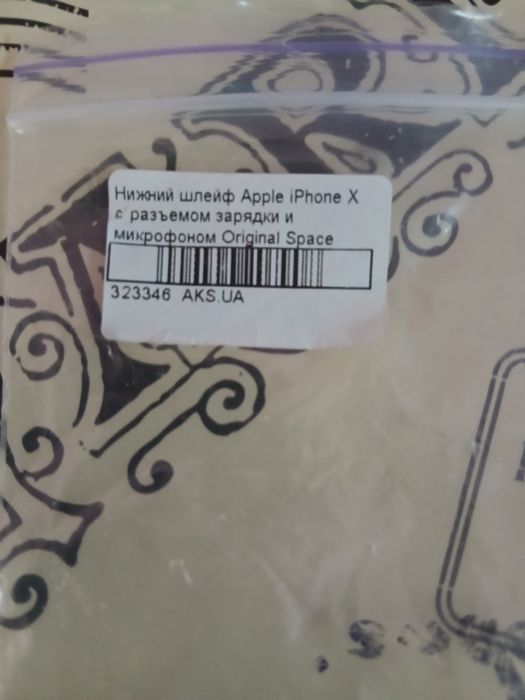 Нижний шлейф Apple iPhone X
с разъемом зарядки и
микрофоном Original Space
323346 AKS.UA